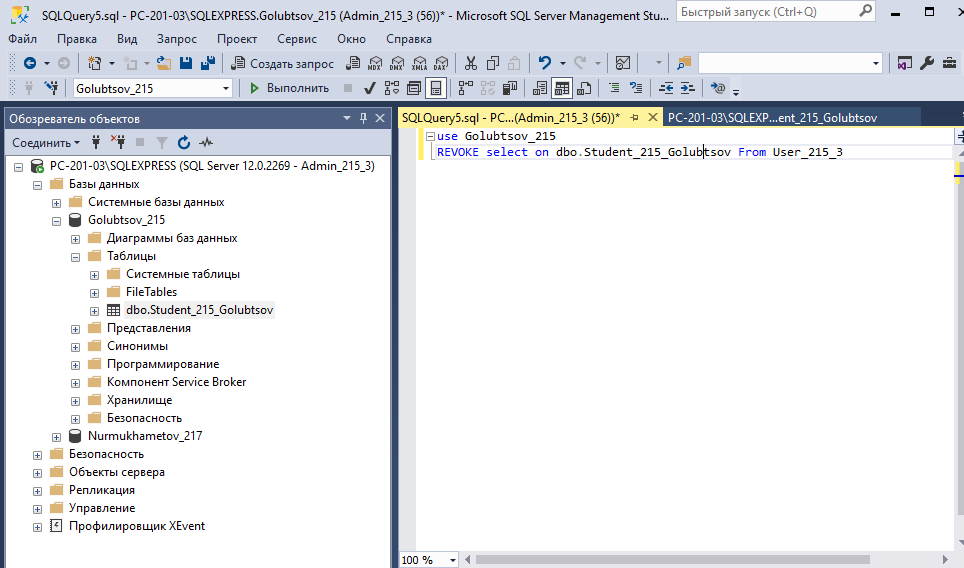 SQLQuery5.sql - PC-201-03\SQLEXPRESS.Golubtsov_215 (Admin_215_3 (56))* - Microsoft SQL Server Management Stu...
Быстрый запуск (Ctrl+Q)
Файл Правка Вид Запрос Проект Сервис Окно Справка
Создать запрос MDX DMX XMLA DAX
Golubtsov_215 Выполнить
Обозреватель объектов
SQLQuery5.sql - PC...(Admin_215_3 (56))* PC-201-03\SQLEXP...ent_215_Golubtsov
Соединить
use Golubtsov_215
REVOKE select on dbo.Student_215_Golubtsov From User_215_3
PC-201-03\SQLEXPRESS (SQL Server 12.0.2269 - Admin_215_3)
Базы данных
Системные базы данных
Golubtsov_215
Диаграммы баз данных
Таблицы
Системные таблицы
FileTables
dbo.Student_215_Golubtsov
Представления
Синонимы
Программирование
Компонент Service Broker
Хранилище
Безопасность
Nurmukhametov_217
Безопасность
Объекты сервера
Репликация
Управление
Профилировщик XEvent
100 %